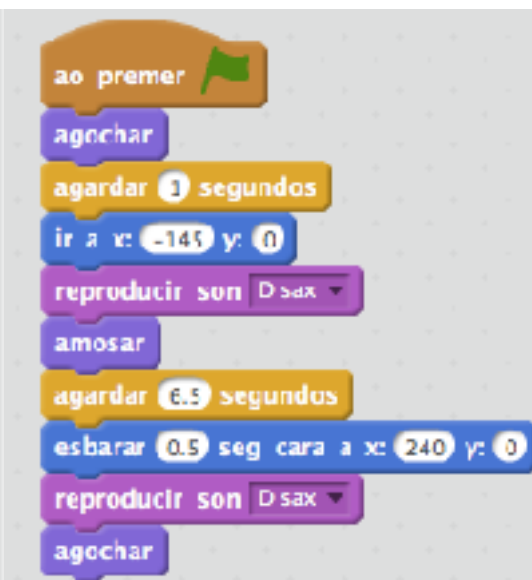 ao premer
agochar
agardar 1 segundos
ir a x: -145 y: 0
reproducir son D sax
amosar
agardar 6.5 segundos
esbarar 0.5 seg cara a x: 240 y: 0
reproducir son D sax
agochar